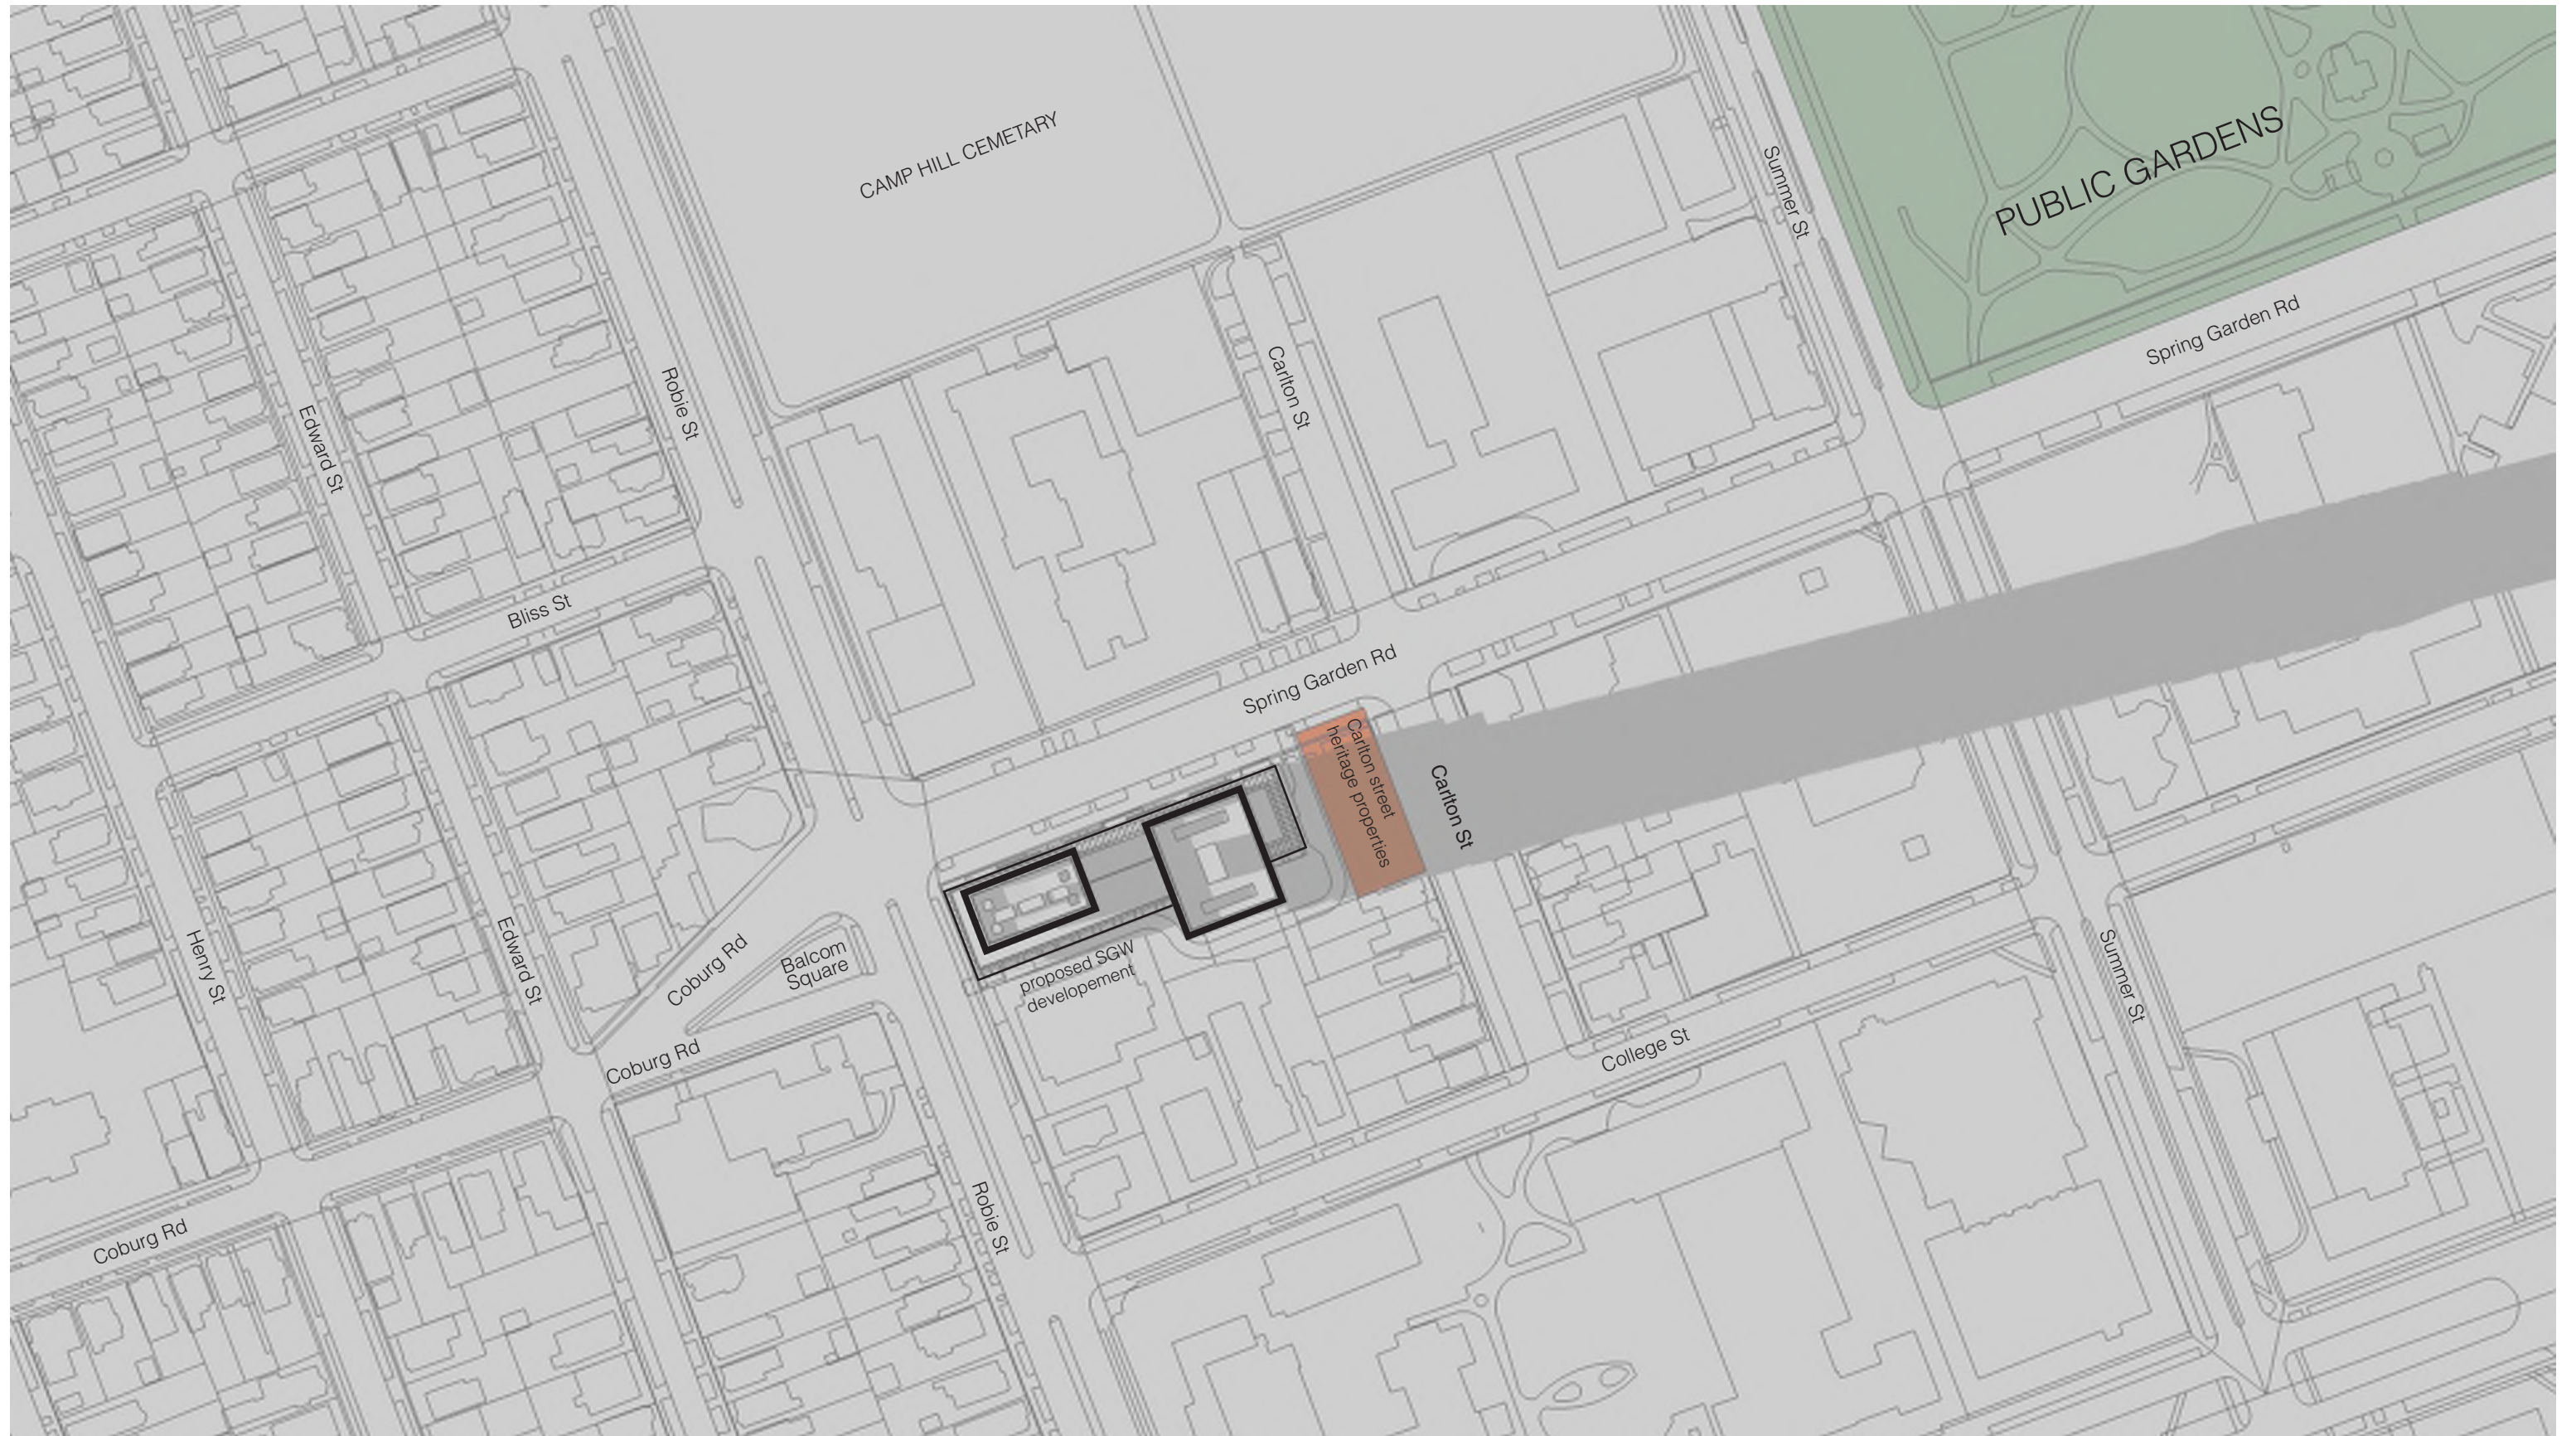 CAMP HILL CEMETARY
PUBLIC GARDENS
Summer St
Spring Garden Rd
Robie St
Carlton St
Edward St
Bliss St
Spring Garden Rd
Carlton street
heritage properties
Carlton St
Henry St
Edward St
Coburg Rd
Balcom
Square
proposed SGW
developement
Summer St
Coburg Rd
College St
Robie St
Coburg Rd